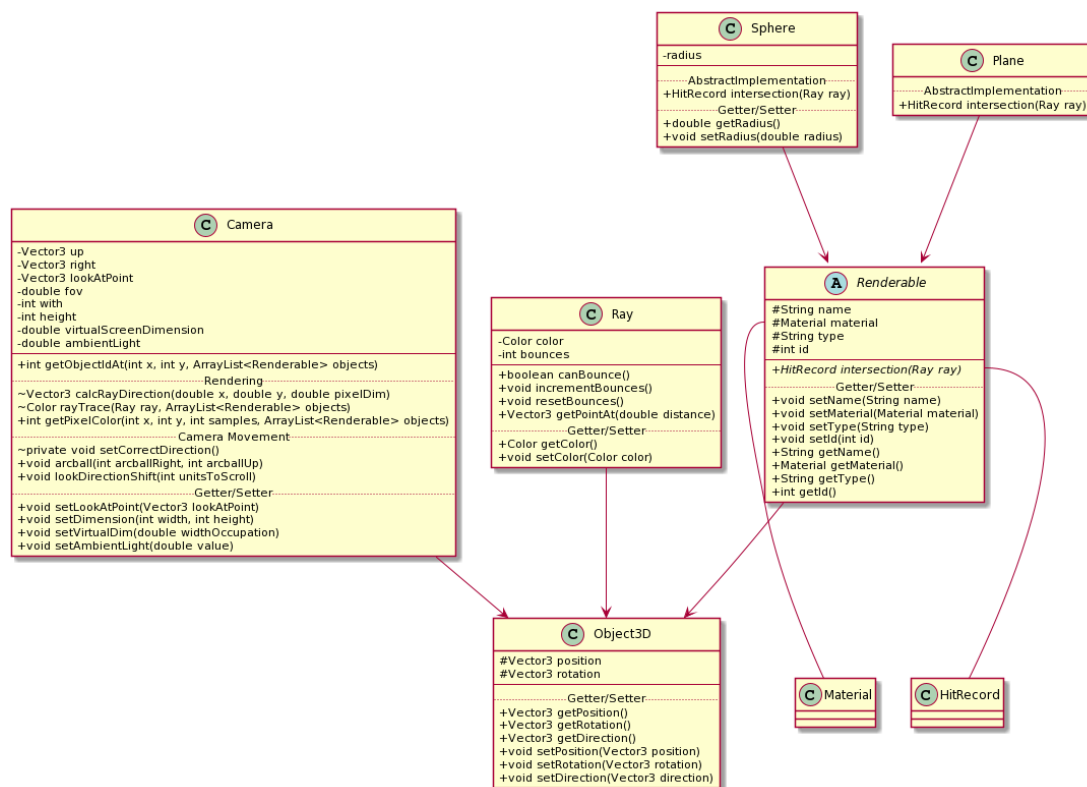 C Sphere
-radius
AbstractImplementation
+HitRecord intersection(Ray ray)
Getter/Setter
+double getRadius()
+void setRadius(double radius)
C Plane
AbstractImplementation
+HitRecord intersection(Ray ray)
C Camera
-Vector3 up
-Vector3 right
-Vector3 lookAtPoint
-double fov
-int with
-int height
-double virtualScreenDimension
-double ambientLight
+int getObjectIdAt(int x, int y, ArrayList<Renderable> objects)
Rendering
~Vector3 calcRayDirection(double x, double y, double pixelDim)
~Color rayTrace(Ray ray, ArrayList<Renderable> objects)
+int getPixelColor(int x, int y, int samples, ArrayList<Renderable> objects)
Camera Movement
~private void setCorrectDirection()
+void arcball(int arcballRight, int arcballUp)
+void lookDirectionShift(int unitsToScroll)
Getter/Setter
+void setLookAtPoint(Vector3 lookAtPoint)
+void setDimension(int width, int height)
+void setVirtualDim(double widthOccupation)
+void setAmbientLight(double value)
C Ray
-Color color
-int bounces
+boolean canBounce()
+void incrementBounces()
+void resetBounces()
+Vector3 getPointAt(double distance)
Getter/Setter
+Color getColor()
+void setColor(Color color)
A Renderable
#String name
#Material material
#String type
#int id
+HitRecord intersection(Ray ray)
Getter/Setter
+void setName(String name)
+void setMaterial(Material material)
+void setType(String type)
+void setId(int id)
+String getName()
+Material getMaterial()
+String getType()
+int getId()
C Object3D
#Vector3 position
#Vector3 rotation
Getter/Setter
+Vector3 getPosition()
+Vector3 getRotation()
+Vector3 getDirection()
+void setPosition(Vector3 position)
+void setRotation(Vector3 rotation)
+void setDirection(Vector3 direction)
C Material
C HitRecord